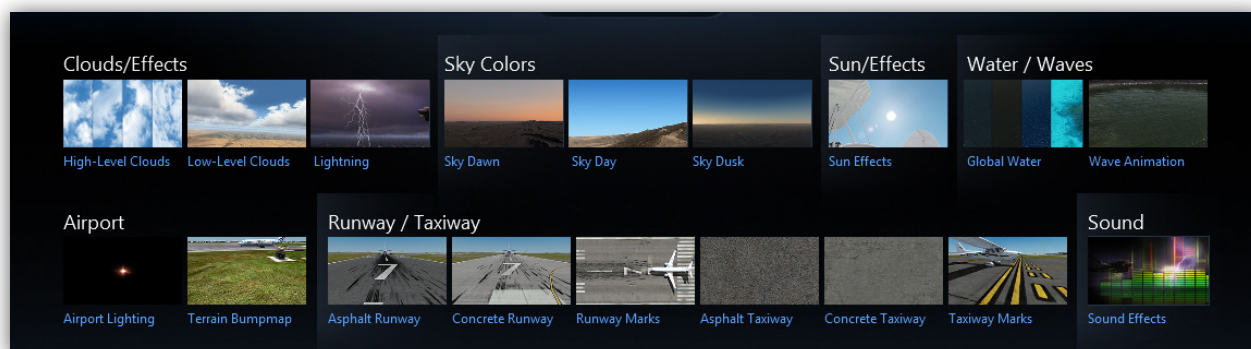 Clouds/Effects
Sky Colors
Sun/Effects
Water / Waves
High-Level Clouds
Low-Level Clouds
Lightning
Sky Dawn
Sky Day
Sky Dusk
Sun Effects
Global Water
Wave Animation
Airport
Runway / Taxiway
Sound
Airport Lighting
Terrain Bumpmap
Asphalt Runway
Concrete Runway
Runway Marks
Asphalt Taxiway
Concrete Taxiway
Taxiway Marks
Sound Effects